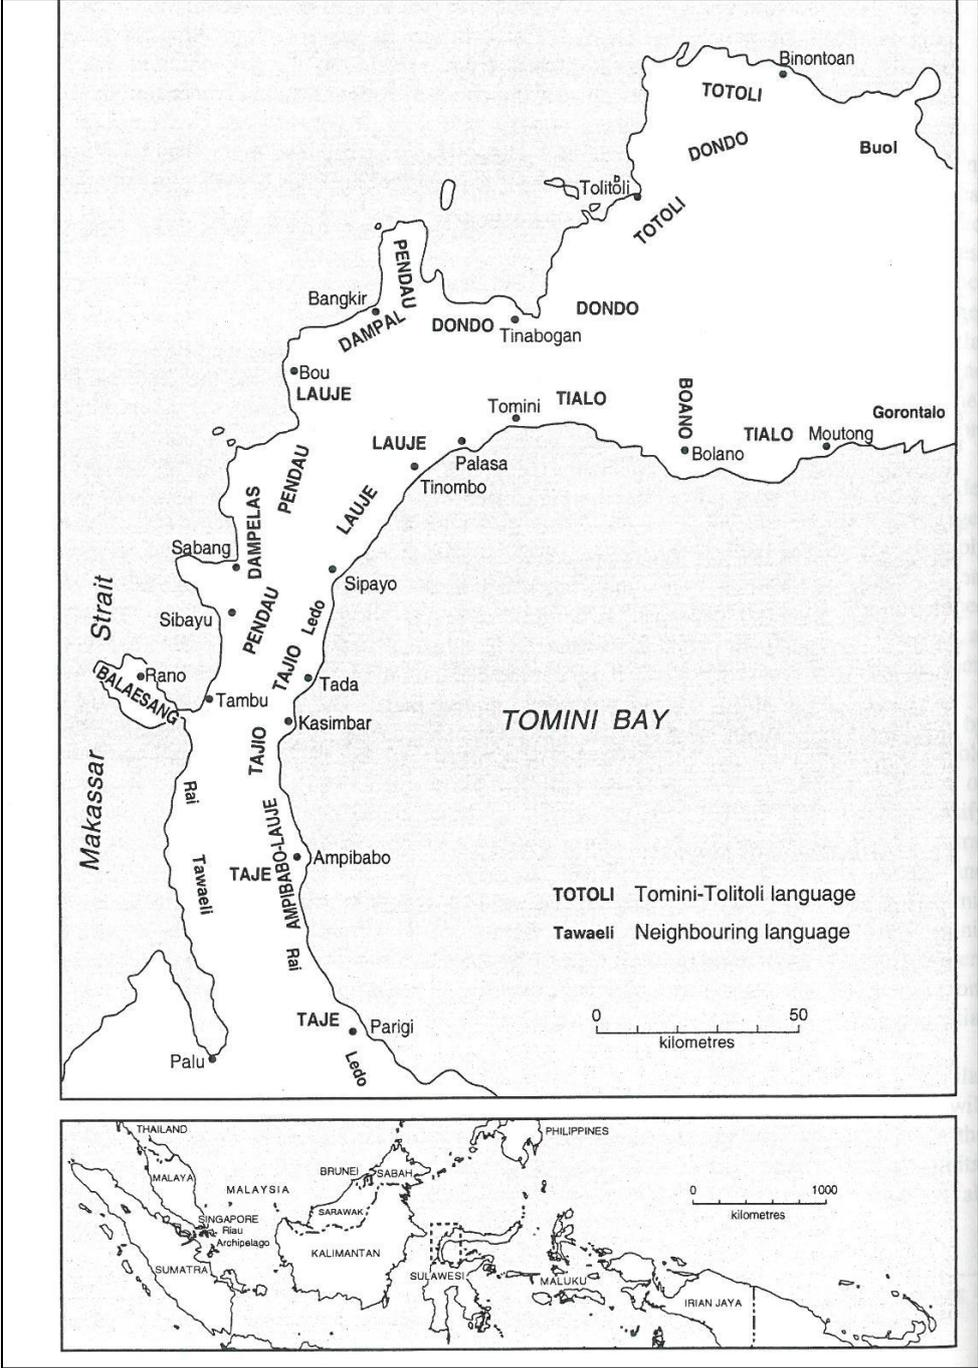 Binontoan
TOTOLI
DONDO
Buol
Tolitoli
TOTOLI
PENDAU
Bangkir
DAMPAL
DONDO
DONDO
Tinabogan
Bou
LAUJE
TIALO
BOANO
Tomini
Gorontalo
LAUJE
TIALO
Moutong
Palasa
Bolano
PENDAU
Tinombo
LAUJE
DAMPELAS
Sabang
Sipayo
Strait
Sibayu
PENDAU
Ledo
TAJIO
Rano
BALAESANG
Tambu
Tada
Kasimbar
TOMINI BAY
TAJIO
Makassar
Rai
AMPIBABO-LAUJE
Ampibabo
TAJE
Tawaeli
TOTOLI Tomini-Tolitoli language
Tawaeli Neighbouring language
Rai
TAJE
Parigi
0 50
kilometres
Palu
Ledo
THAILAND
PHILIPPINES
BRUNEI
SABAH
MALAYA
MALAYSIA
0 1000
kilometres
SARAWAK
SINGAPORE
Riau
Archipelago
KALIMANTAN
SUMATRA
SULAWESI
MALUKU
IRIAN JAYA